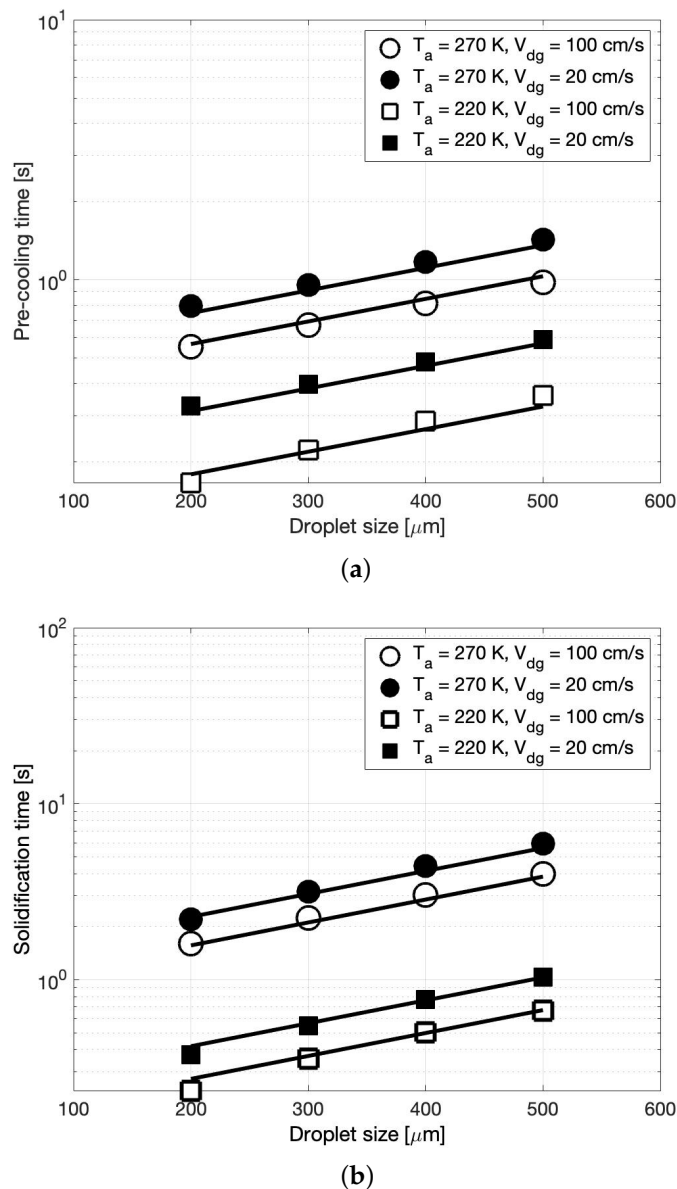 10^1
T_a = 270 K, V_dg = 100 cm/s
T_a = 270 K, V_dg = 20 cm/s
T_a = 220 K, V_dg = 100 cm/s
T_a = 220 K, V_dg = 20 cm/s
Pre-cooling time [s]
10^0
100 200 300 400 500 600
Droplet size [μm]
(a)
10^2
T_a = 270 K, V_dg = 100 cm/s
T_a = 270 K, V_dg = 20 cm/s
T_a = 220 K, V_dg = 100 cm/s
T_a = 220 K, V_dg = 20 cm/s
Solidification time [s]
10^1
10^0
100 200 300 400 500 600
Droplet size [μm]
(b)